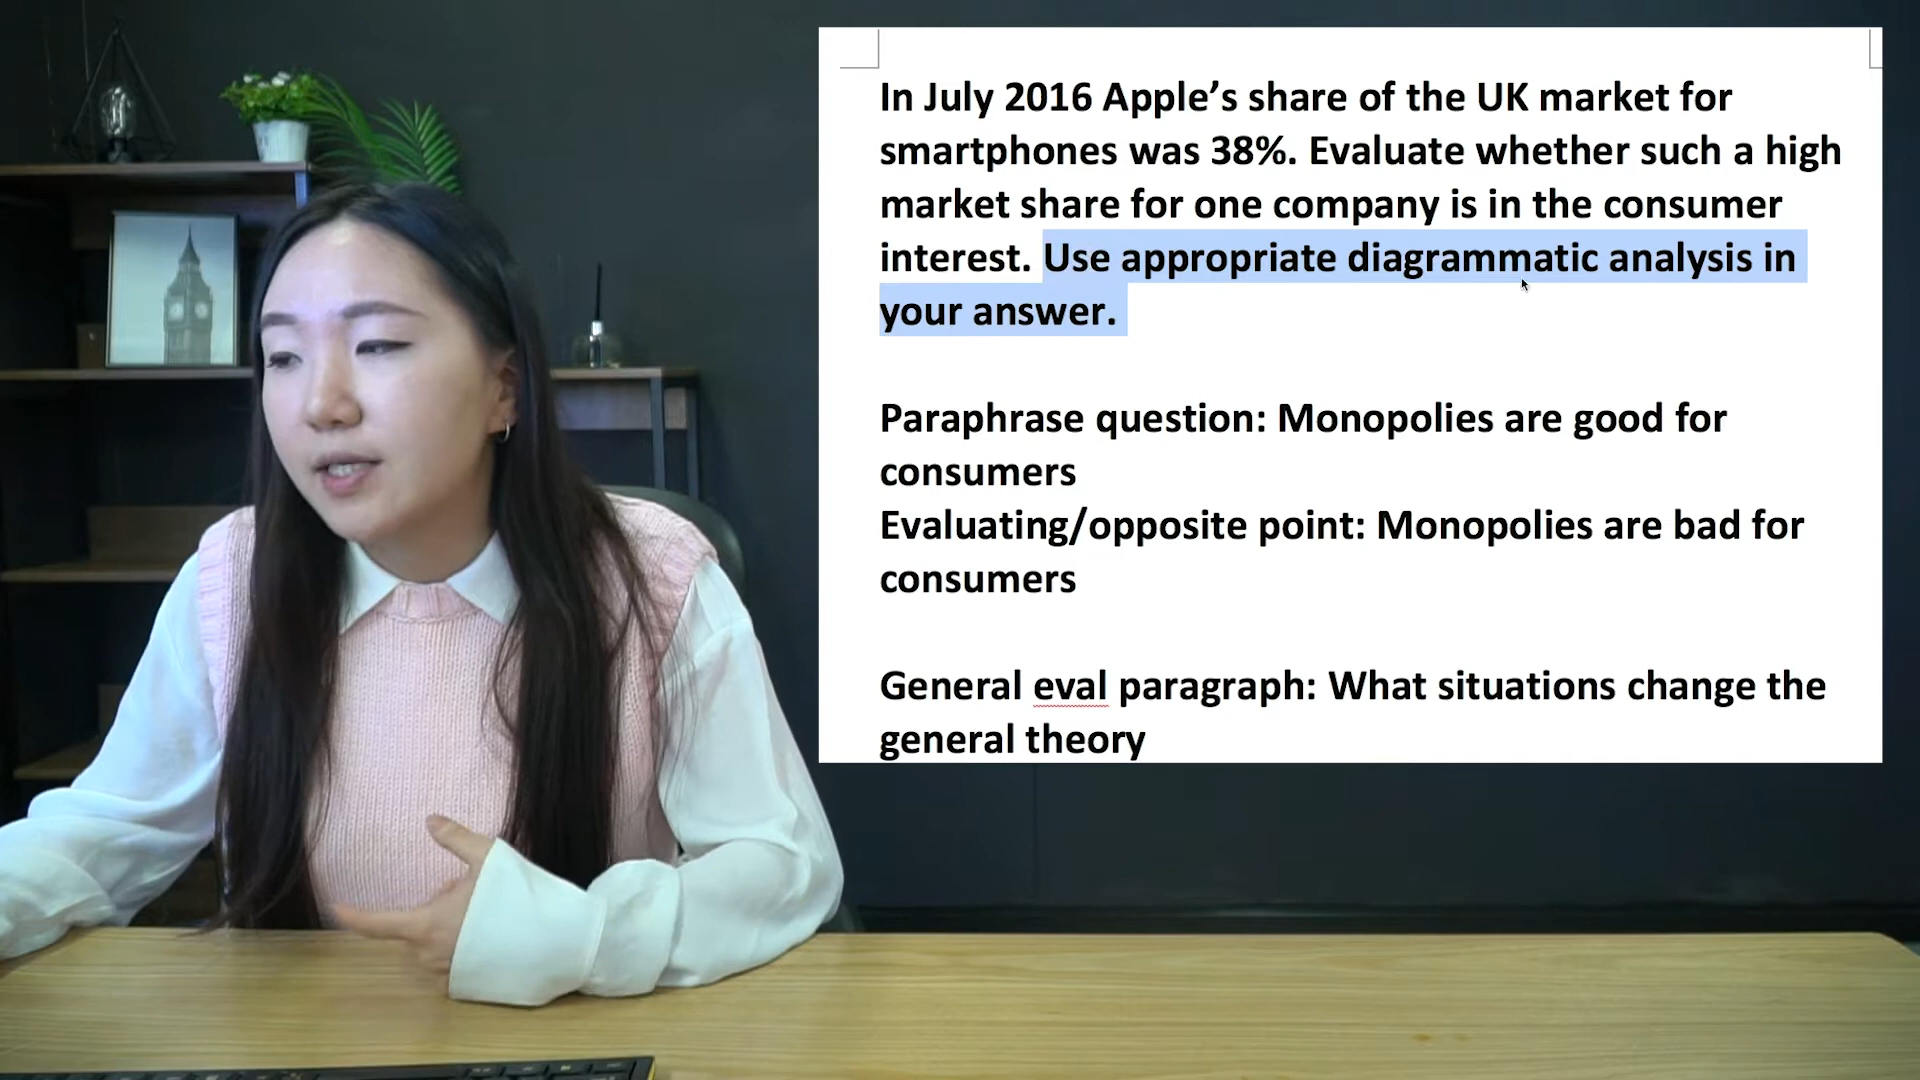 In July 2016 Apple’s share of the UK market for
smartphones was 38%. Evaluate whether such a high
market share for one company is in the consumer
interest. Use appropriate diagrammatic analysis in
your answer.
Paraphrase question: Monopolies are good for
consumers
Evaluating/opposite point: Monopolies are bad for
consumers
General eval paragraph: What situations change the
general theory